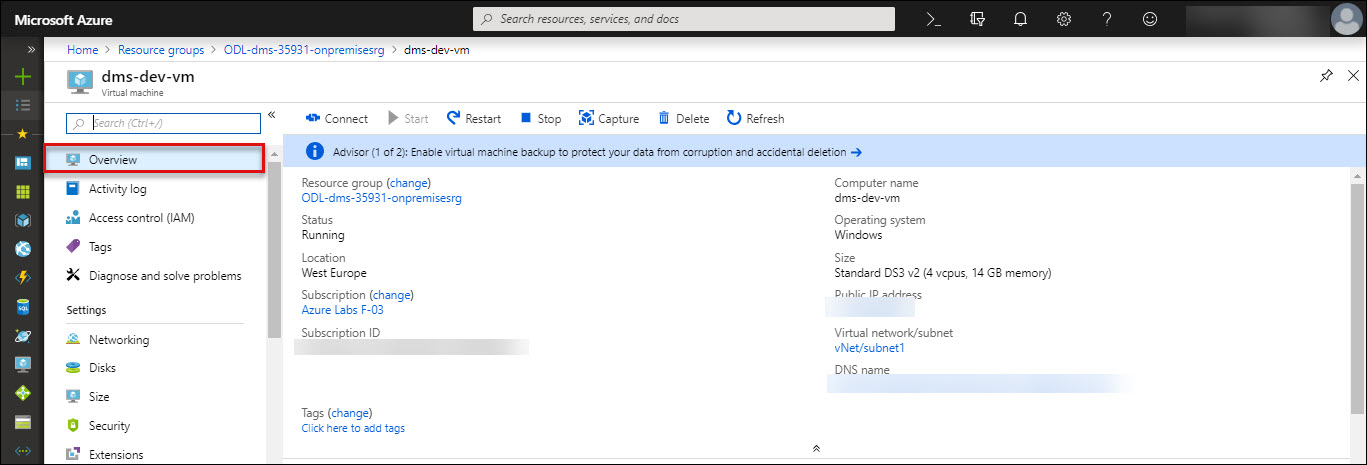 Microsoft Azure
Search resources, services, and docs
Home > Resource groups > ODL-dms-35931-onpremisesrg > dms-dev-vm
dms-dev-vm
Virtual machine
Search (Ctrl+/)
Overview
Activity log
Access control (IAM)
Tags
Diagnose and solve problems
Settings
Networking
Disks
Size
Security
Extensions
Connect Start Restart Stop Capture Delete Refresh
Advisor (1 of 2): Enable virtual machine backup to protect your data from corruption and accidental deletion →
Resource group (change)
ODL-dms-35931-onpremisesrg
Status
Running
Location
West Europe
Subscription (change)
Azure Labs F-03
Subscription ID
Computer name
dms-dev-vm
Operating system
Windows
Size
Standard DS3 v2 (4 vcpus, 14 GB memory)
Public IP address
Virtual network/subnet
vNet/subnet1
DNS name
Tags (change)
Click here to add tags